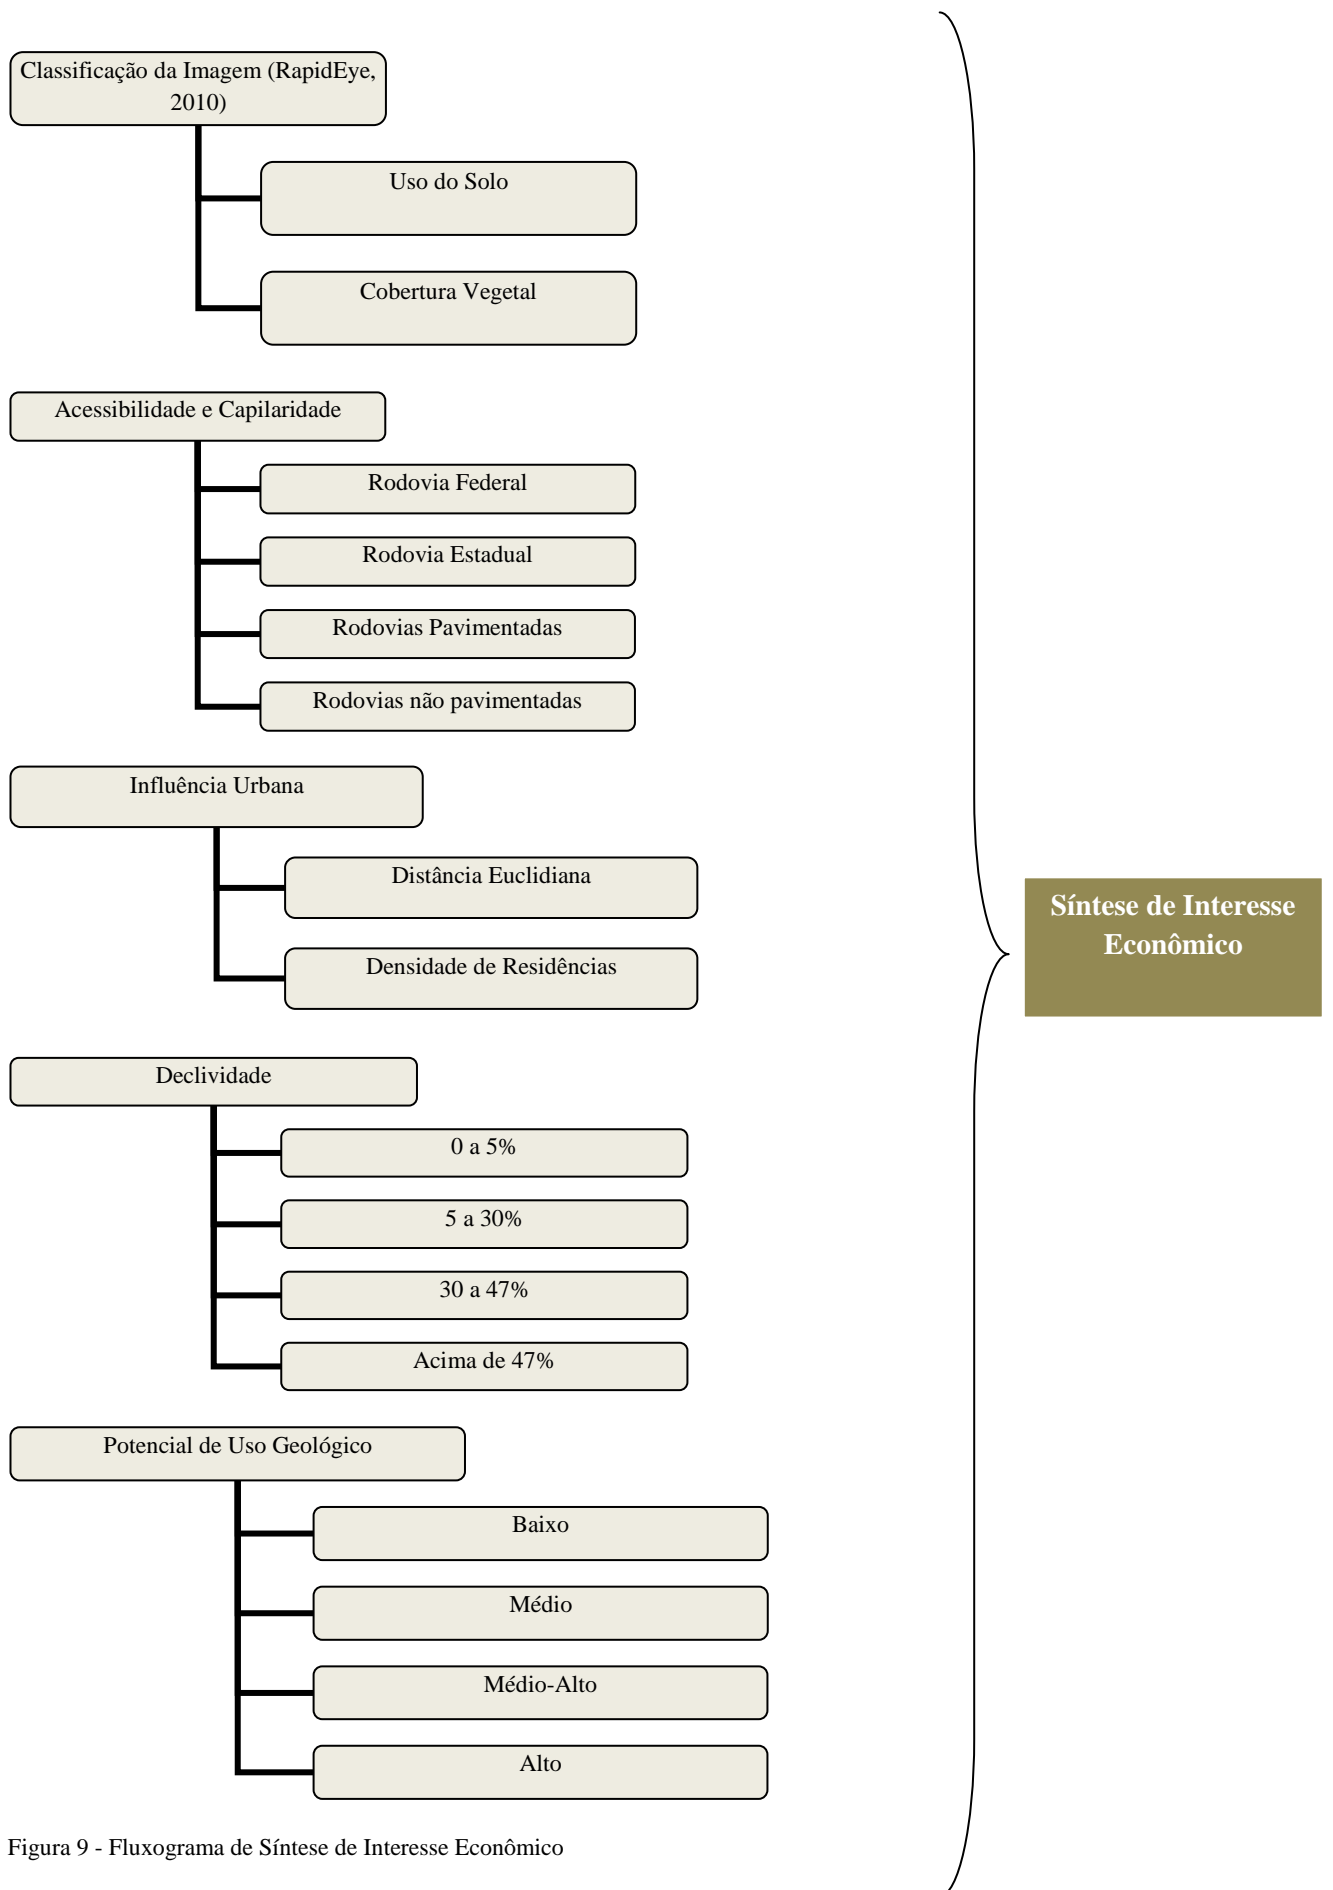 Classificação da Imagem (RapidEye,
2010)
Uso do Solo
Cobertura Vegetal
Acessibilidade e Capilaridade
Rodovia Federal
Rodovia Estadual
Rodovias Pavimentadas
Rodovias não pavimentadas
Influência Urbana
Distância Euclidiana
Densidade de Residências
Declividade
0 a 5%
5 a 30%
30 a 47%
Acima de 47%
Potencial de Uso Geológico
Baixo
Médio
Médio-Alto
Alto
Síntese de Interesse
Econômico
Figura 9 - Fluxograma de Síntese de Interesse Econômico